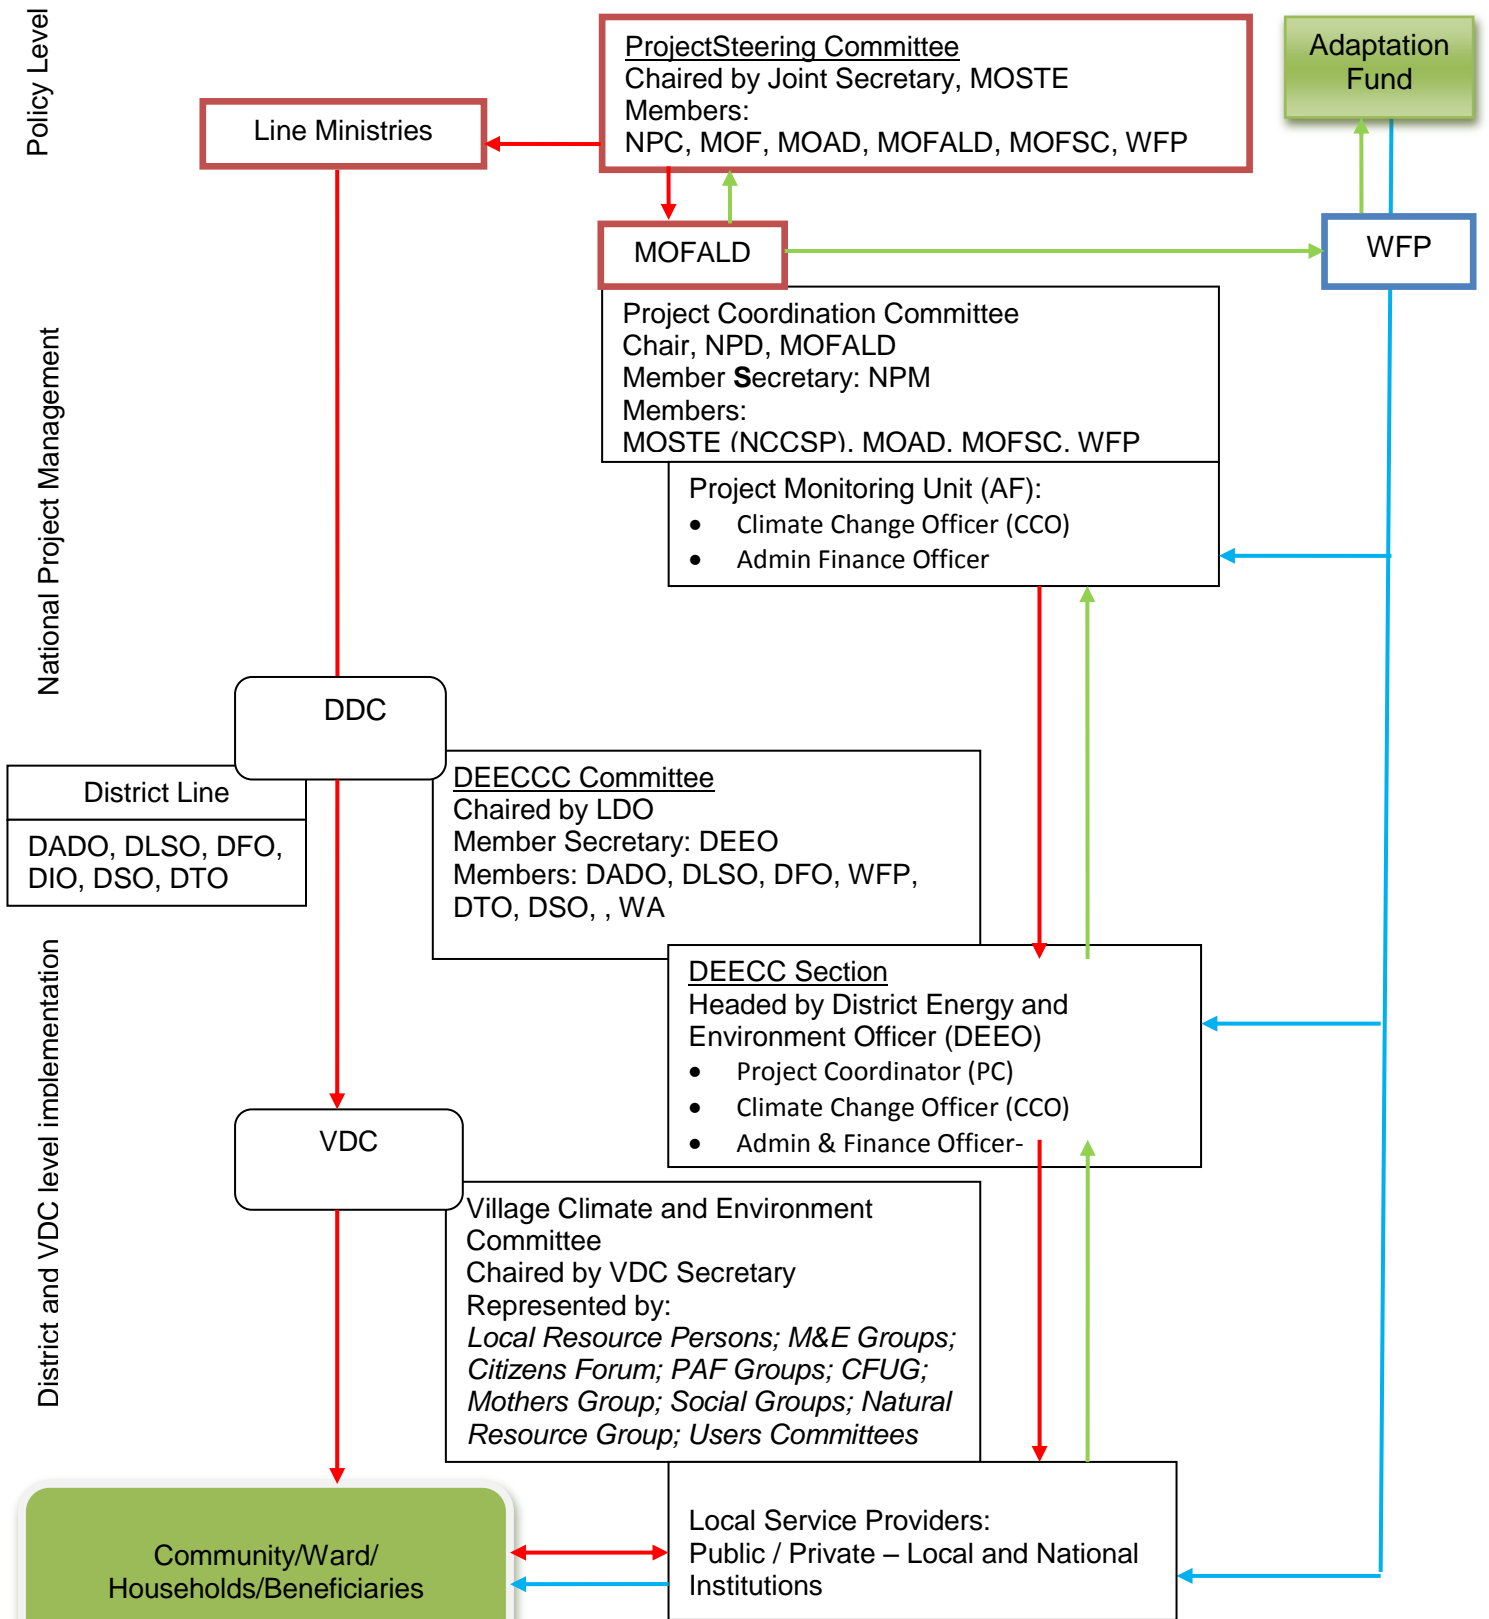 Policy Level
ProjectSteering Committee
Chaired by Joint Secretary, MOSTE
Members:
NPC, MOF, MOAD, MOFALD, MOFSC, WFP
Adaptation
Fund
Line Ministries
MOFALD
WFP
National Project Management
Project Coordination Committee
Chair, NPD, MOFALD
Member Secretary: NPM
Members:
MOSTE (NCCSP), MOAD, MOFSC, WFP
Project Monitoring Unit (AF):
• Climate Change Officer (CCO)
• Admin Finance Officer
DDC
District Line
DADO, DLSO, DFO,
DIO, DSO, DTO
DEECCC Committee
Chaired by LDO
Member Secretary: DEEO
Members: DADO, DLSO, DFO, WFP,
DTO, DSO, , WA
District and VDC level implementation
DEECC Section
Headed by District Energy and
Environment Officer (DEEO)
• Project Coordinator (PC)
• Climate Change Officer (CCO)
• Admin & Finance Officer-
VDC
Village Climate and Environment
Committee
Chaired by VDC Secretary
Represented by:
Local Resource Persons; M&E Groups;
Citizens Forum; PAF Groups; CFUG;
Mothers Group; Social Groups; Natural
Resource Group; Users Committees
Community/Ward/
Households/Beneficiaries
Local Service Providers:
Public / Private – Local and National
Institutions